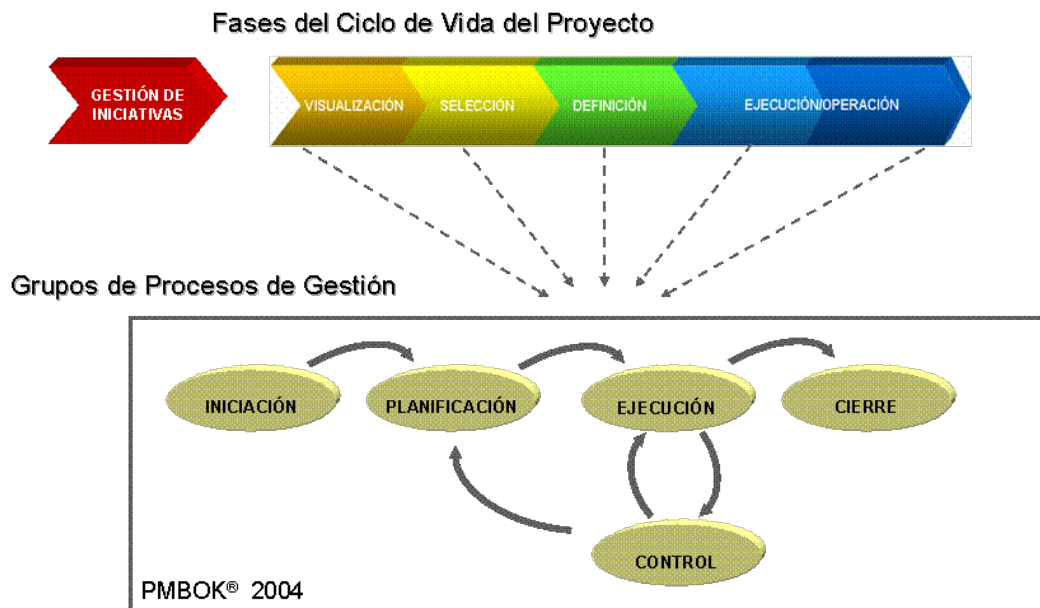 Fases del Ciclo de Vida del Proyecto
GESTIÓN DE
INICIATIVAS
VISUALIZACIÓN
SELECCIÓN
DEFINICIÓN
EJECUCIÓN/OPERACIÓN
Grupos de Procesos de Gestión
INICIACIÓN
PLANIFICACIÓN
EJECUCIÓN
CIERRE
CONTROL
PMBOK® 2004